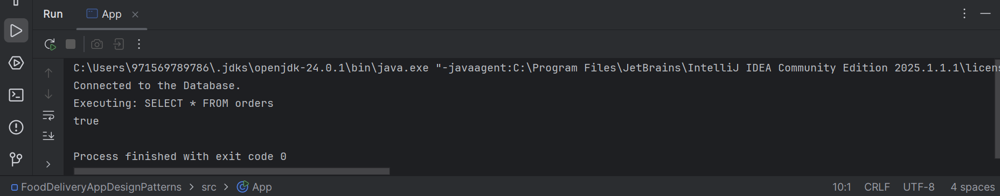 Run App
C:\Users\971569789786\.jdks\openjdk-24.0.1\bin\java.exe "-javaagent:C:\Program Files\JetBrains\IntelliJ IDEA Community Edition 2025.1.1.1\licens
Connected to the Database.
Executing: SELECT * FROM orders
true
Process finished with exit code 0
FoodDeliveryAppDesignPatterns > src > App 10:1 CRLF UTF-8 4 spaces